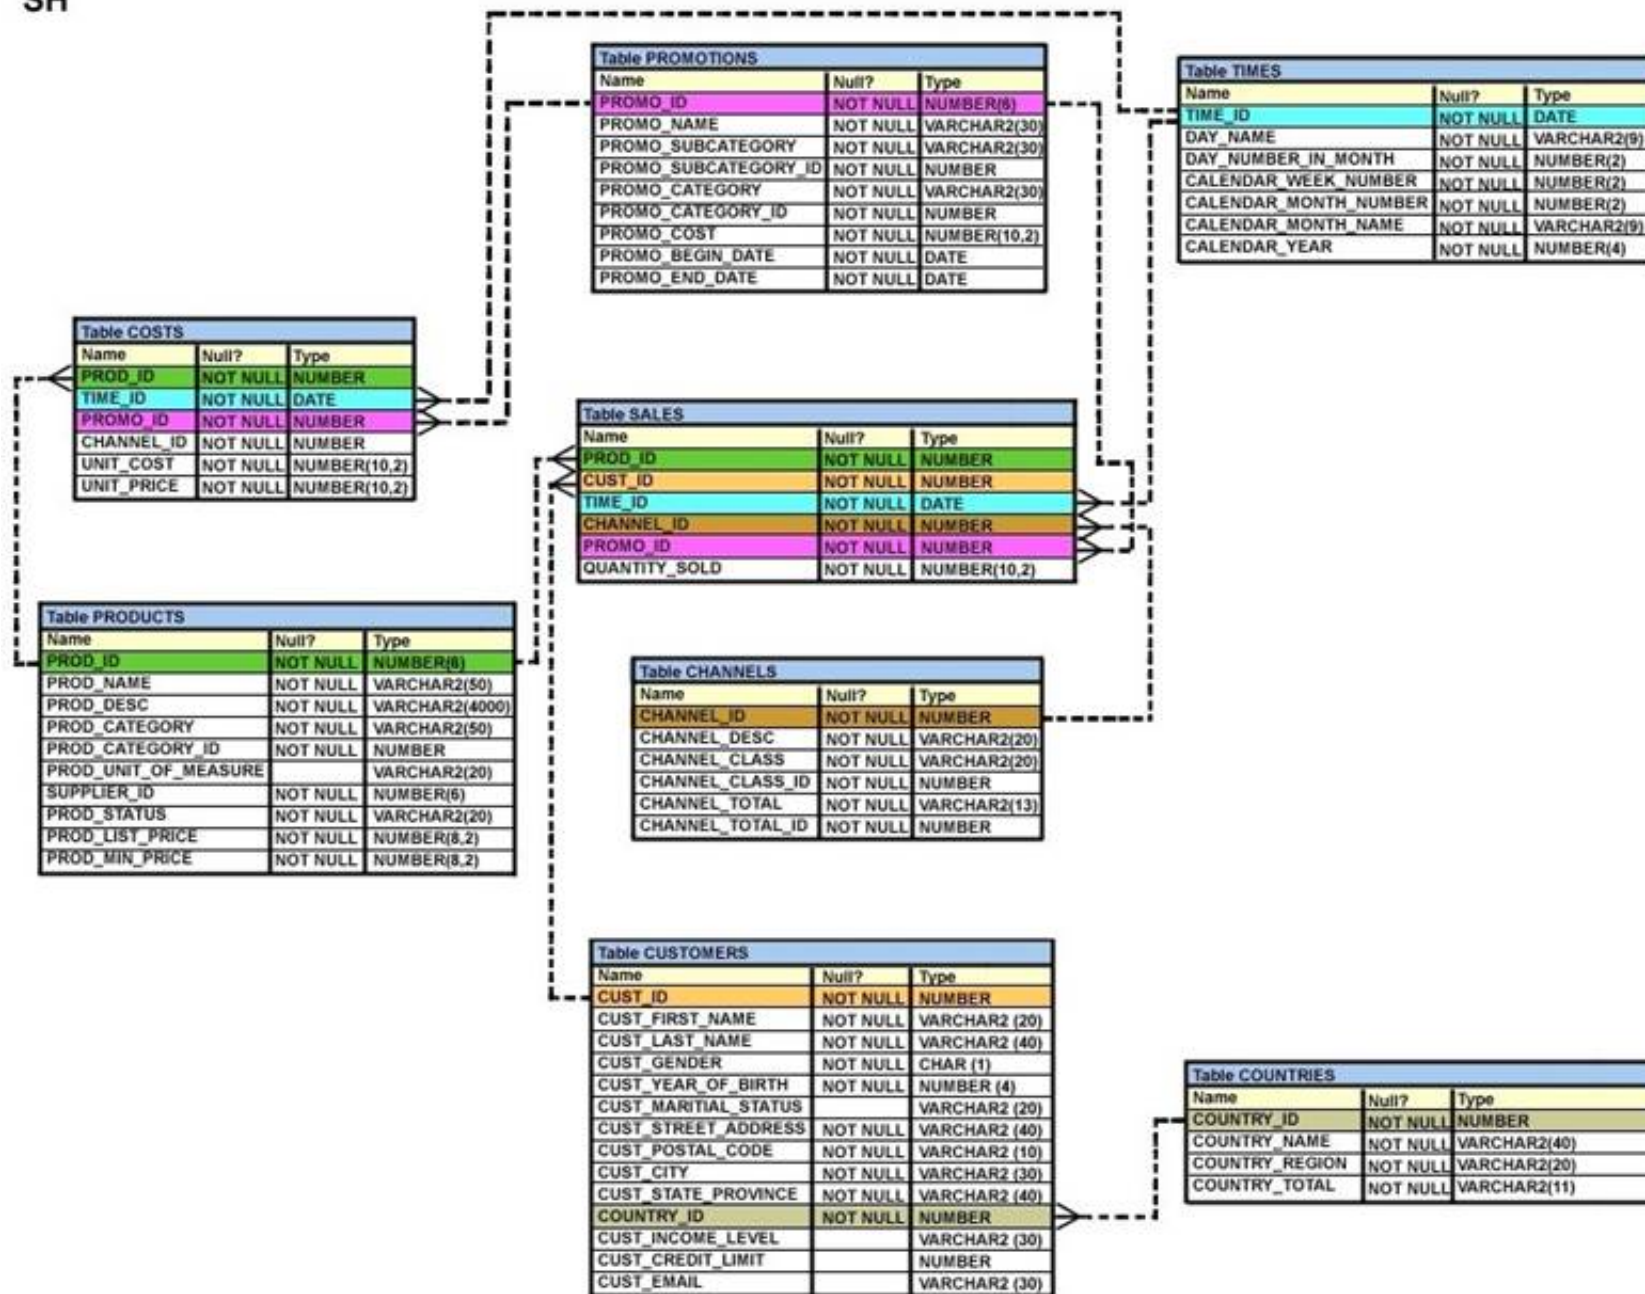 SH
Table PROMOTIONS
Name Null? Type
PROMO_ID NOT NULL NUMBER(6)
PROMO_NAME NOT NULL VARCHAR2(30)
PROMO_SUBCATEGORY NOT NULL VARCHAR2(30)
PROMO_SUBCATEGORY_ID NOT NULL NUMBER
PROMO_CATEGORY NOT NULL VARCHAR2(30)
PROMO_CATEGORY_ID NOT NULL NUMBER
PROMO_COST NOT NULL NUMBER(10,2)
PROMO_BEGIN_DATE NOT NULL DATE
PROMO_END_DATE NOT NULL DATE
Table TIMES
Name Null? Type
TIME_ID NOT NULL DATE
DAY_NAME NOT NULL VARCHAR2(9)
DAY_NUMBER_IN_MONTH NOT NULL NUMBER(2)
CALENDAR_WEEK_NUMBER NOT NULL NUMBER(2)
CALENDAR_MONTH_NUMBER NOT NULL NUMBER(2)
CALENDAR_MONTH_NAME NOT NULL VARCHAR2(9)
CALENDAR_YEAR NOT NULL NUMBER(4)
Table COSTS
Name Null? Type
PROD_ID NOT NULL NUMBER
TIME_ID NOT NULL DATE
PROMO_ID NOT NULL NUMBER
CHANNEL_ID NOT NULL NUMBER
UNIT_COST NOT NULL NUMBER(10,2)
UNIT_PRICE NOT NULL NUMBER(10,2)
Table SALES
Name Null? Type
PROD_ID NOT NULL NUMBER
CUST_ID NOT NULL NUMBER
TIME_ID NOT NULL DATE
CHANNEL_ID NOT NULL NUMBER
PROMO_ID NOT NULL NUMBER
QUANTITY_SOLD NOT NULL NUMBER(10,2)
Table PRODUCTS
Name Null? Type
PROD_ID NOT NULL NUMBER(6)
PROD_NAME NOT NULL VARCHAR2(50)
PROD_DESC NOT NULL VARCHAR2(4000)
PROD_CATEGORY NOT NULL VARCHAR2(50)
PROD_CATEGORY_ID NOT NULL NUMBER
PROD_UNIT_OF_MEASURE VARCHAR2(20)
SUPPLIER_ID NOT NULL NUMBER(6)
PROD_STATUS NOT NULL VARCHAR2(20)
PROD_LIST_PRICE NOT NULL NUMBER(8,2)
PROD_MIN_PRICE NOT NULL NUMBER(8,2)
Table CHANNELS
Name Null? Type
CHANNEL_ID NOT NULL NUMBER
CHANNEL_DESC NOT NULL VARCHAR2(20)
CHANNEL_CLASS NOT NULL VARCHAR2(20)
CHANNEL_CLASS_ID NOT NULL NUMBER
CHANNEL_TOTAL NOT NULL VARCHAR2(13)
CHANNEL_TOTAL_ID NOT NULL NUMBER
Table CUSTOMERS
Name Null? Type
CUST_ID NOT NULL NUMBER
CUST_FIRST_NAME NOT NULL VARCHAR2 (20)
CUST_LAST_NAME NOT NULL VARCHAR2 (40)
CUST_GENDER NOT NULL CHAR (1)
CUST_YEAR_OF_BIRTH NOT NULL NUMBER (4)
CUST_MARITIAL_STATUS VARCHAR2 (20)
CUST_STREET_ADDRESS NOT NULL VARCHAR2 (40)
CUST_POSTAL_CODE NOT NULL VARCHAR2 (10)
CUST_CITY NOT NULL VARCHAR2 (30)
CUST_STATE_PROVINCE NOT NULL VARCHAR2 (40)
COUNTRY_ID NOT NULL NUMBER
CUST_INCOME_LEVEL VARCHAR2 (30)
CUST_CREDIT_LIMIT NUMBER
CUST_EMAIL VARCHAR2 (30)
Table COUNTRIES
Name Null? Type
COUNTRY_ID NOT NULL NUMBER
COUNTRY_NAME NOT NULL VARCHAR2(40)
COUNTRY_REGION NOT NULL VARCHAR2(20)
COUNTRY_TOTAL NOT NULL VARCHAR2(11)